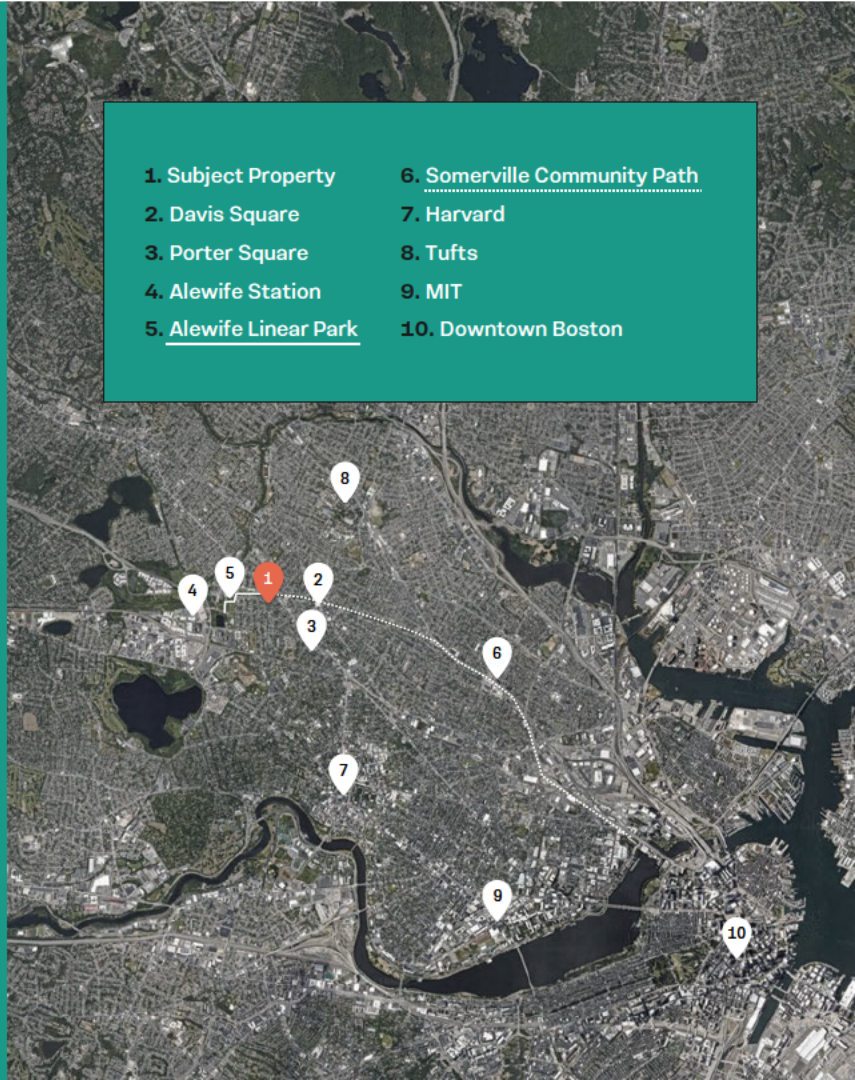 1. Subject Property
2. Davis Square
3. Porter Square
4. Alewife Station
5. Alewife Linear Park
6. Somerville Community Path
7. Harvard
8. Tufts
9. MIT
10. Downtown Boston
8
5
1
2
4
3
6
7
9
10